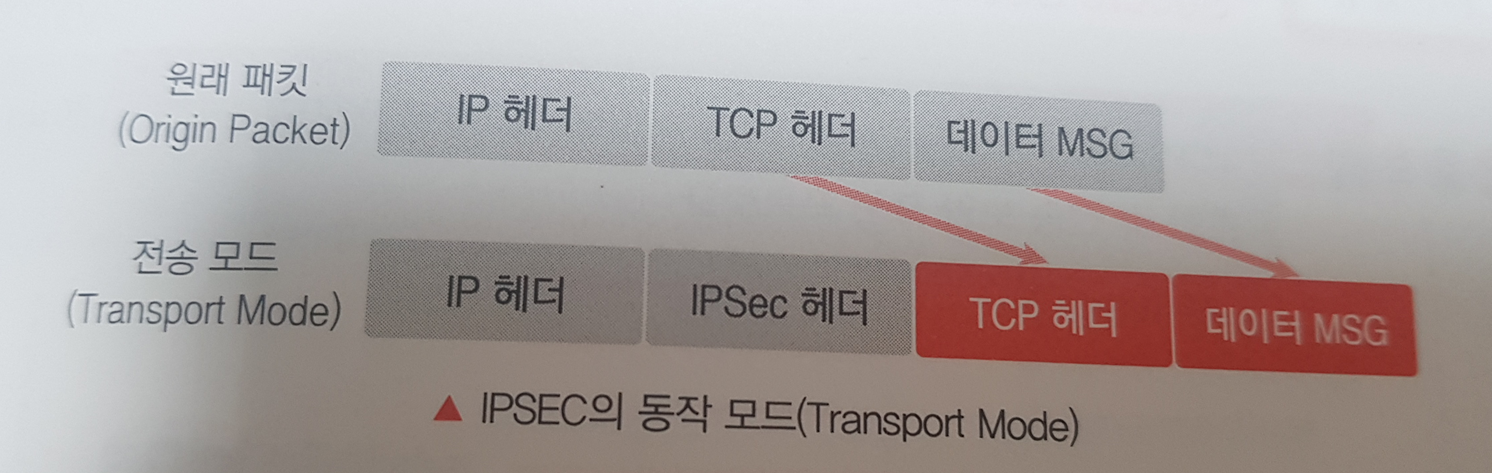 원래 패킷
(Origin Packet)
IP 헤더
TCP 헤더
데이터 MSG
전송 모드
(Transport Mode)
IP 헤더
IPSec 헤더
TCP 헤더
데이터 MSG
▲ IPSEC의 동작 모드(Transport Mode)